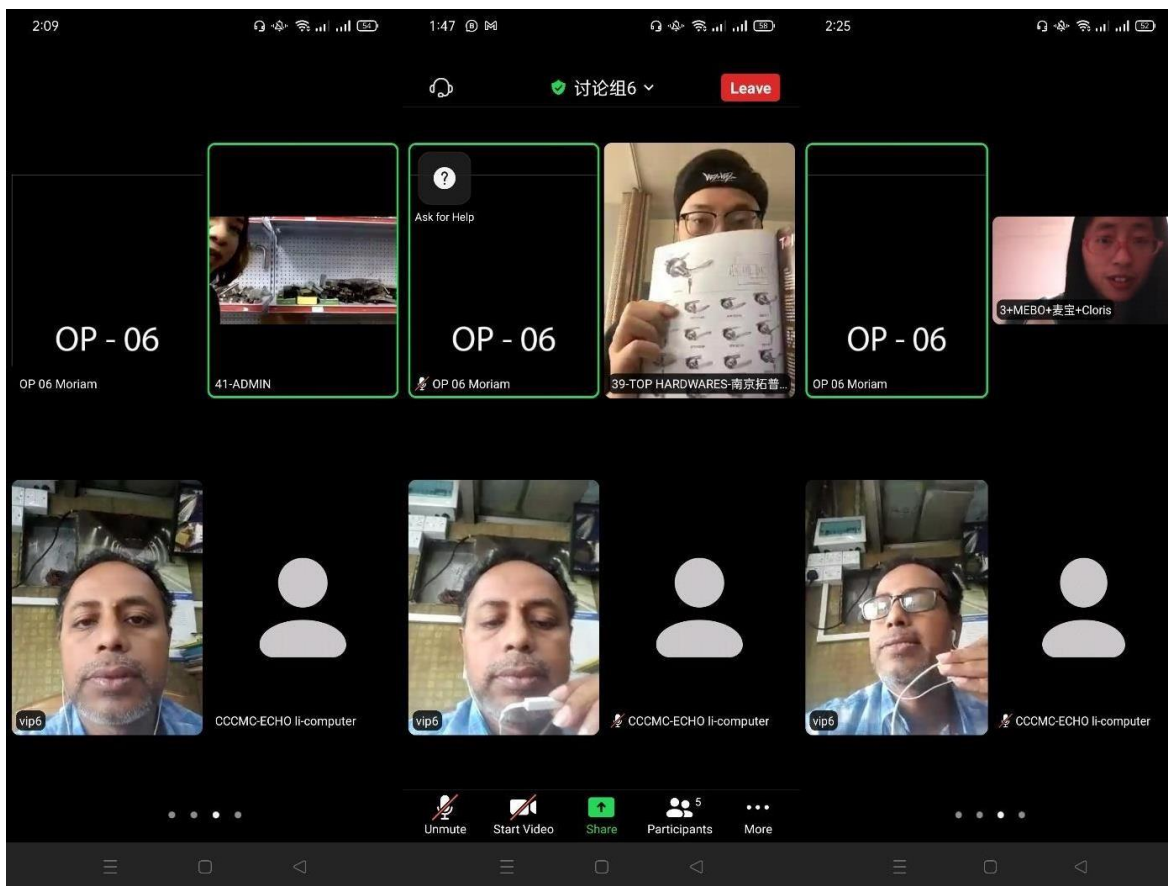 2:09
54
OP - 06
OP 06 Moriam
41-ADMIN
vip6
CCCMC-ECHO li-computer
1:47
58
讨论组6
Leave
Ask for Help
OP - 06
OP 06 Moriam
39-TOP HARDWARES-南京拓普...
vip6
CCCMC-ECHO li-computer
Unmute
Start Video
Share
5
Participants
More
2:25
52
OP - 06
OP 06 Moriam
3+MEBO+麦宝+Cloris
vip6
CCCMC-ECHO li-computer